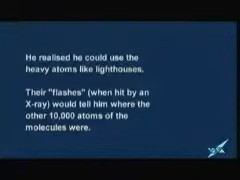 He realised he could use the
heavy atoms like lighthouses.
Their "flashes" (when hit by an
X-ray) would tell him where the
other 10,000 atoms of the
molecules were.